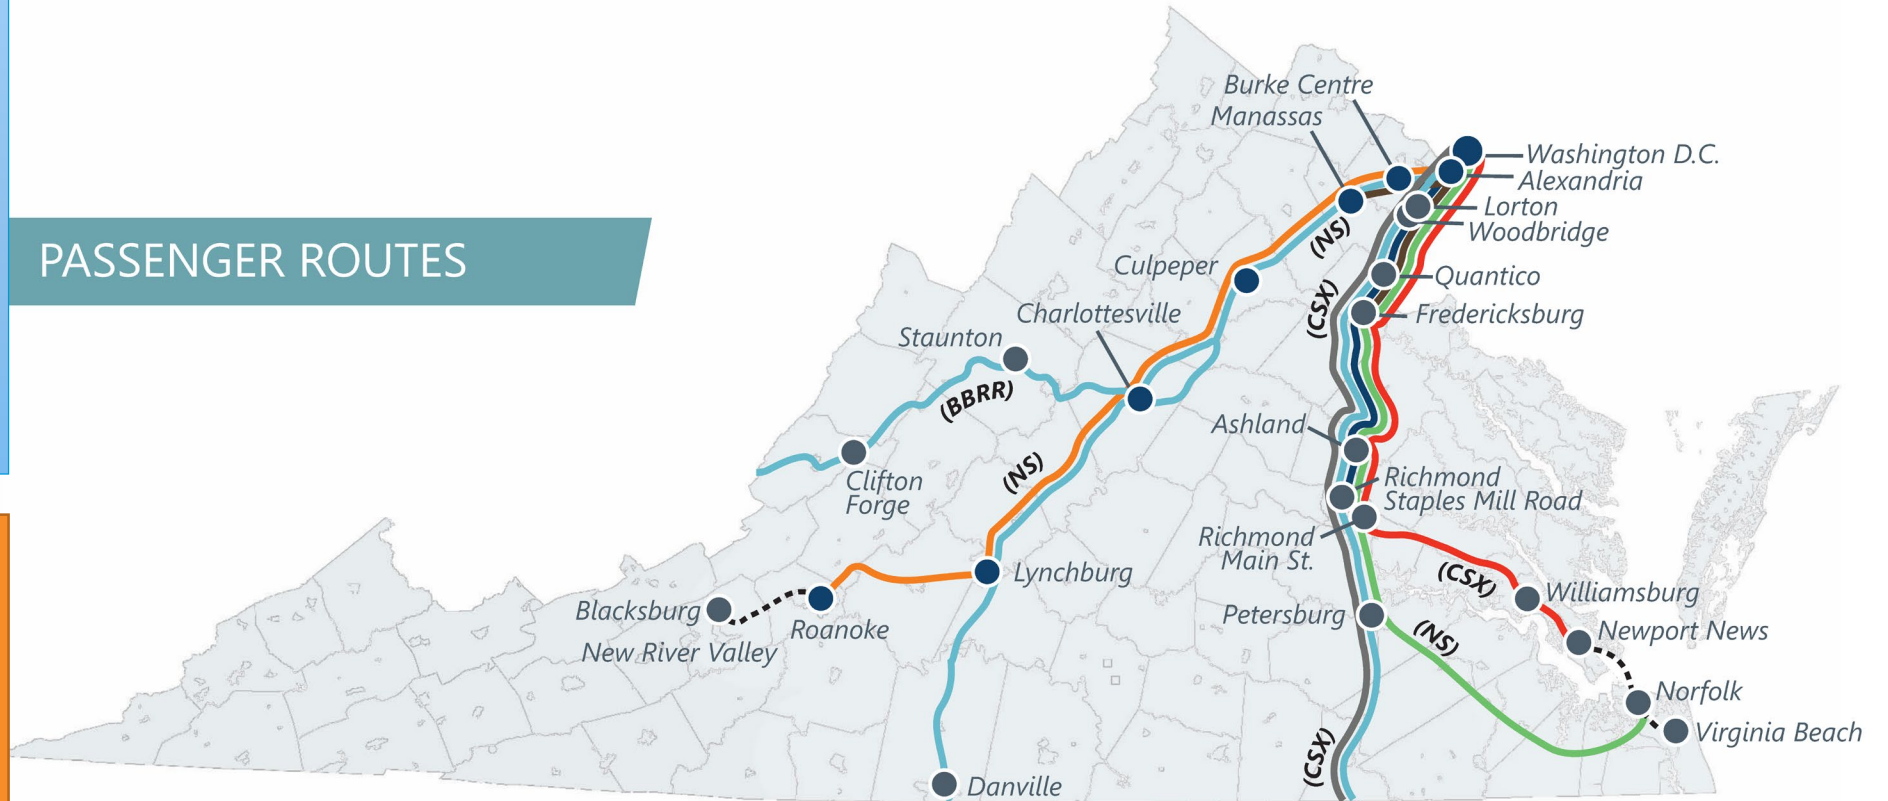 PASSENGER ROUTES
Burke Centre
Manassas
Washington D.C.
Alexandria
Lorton
Woodbridge
(NS)
Culpeper
Quantico
(CSX)
Charlottesville
Fredericksburg
Staunton
(BBRR)
Ashland
(NS)
Clifton
Forge
Richmond
Staples Mill Road
Richmond
Main St.
Lynchburg
(CSX)
Williamsburg
Blacksburg
Roanoke
Petersburg
(NS)
Newport News
New River Valley
Norfolk
Virginia Beach
(CSX)
Danville